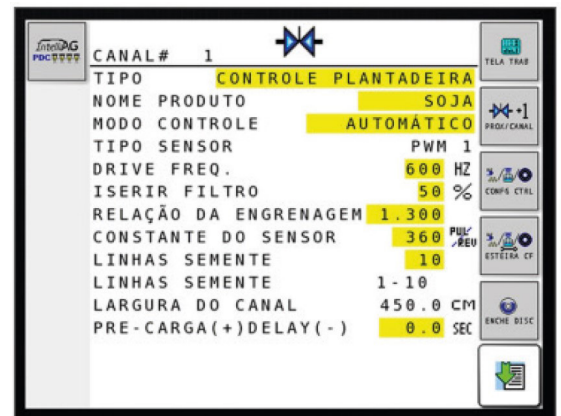 IntelliAG
PDC
CANAL# 1
TIPO CONTROLE PLANTADEIRA
NOME PRODUTO SOJA
MODO CONTROLE AUTOMÁTICO
TIPO SENSOR PWM 1
DRIVE FREQ. 600 HZ
ISERIR FILTRO 50 %
RELAÇÃO DA ENGRENAGEM 1.300
CONSTANTE DO SENSOR 360 PUL/REV
LINHAS SEMENTE 10
LINHAS SEMENTE 1-10
LARGURA DO CANAL 450.0 CM
PRE-CARGA(+)DELAY(-) 0.0 SEC
TELA TRAB
+1
PROX/CANAL
CONFG CTRL
ESTEIRA CF
ENCHE DISC